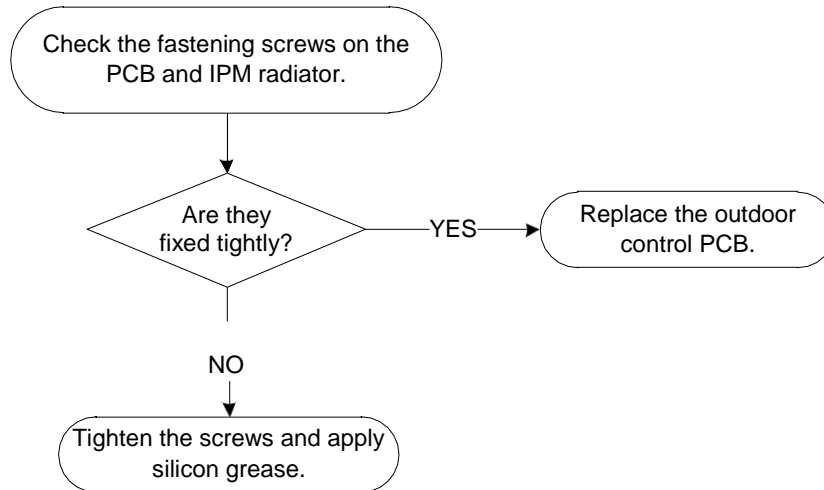 Check the fastening screws on the
PCB and IPM radiator.
Are they
fixed tightly?
YES
Replace the outdoor
control PCB.
NO
Tighten the screws and apply
silicon grease.